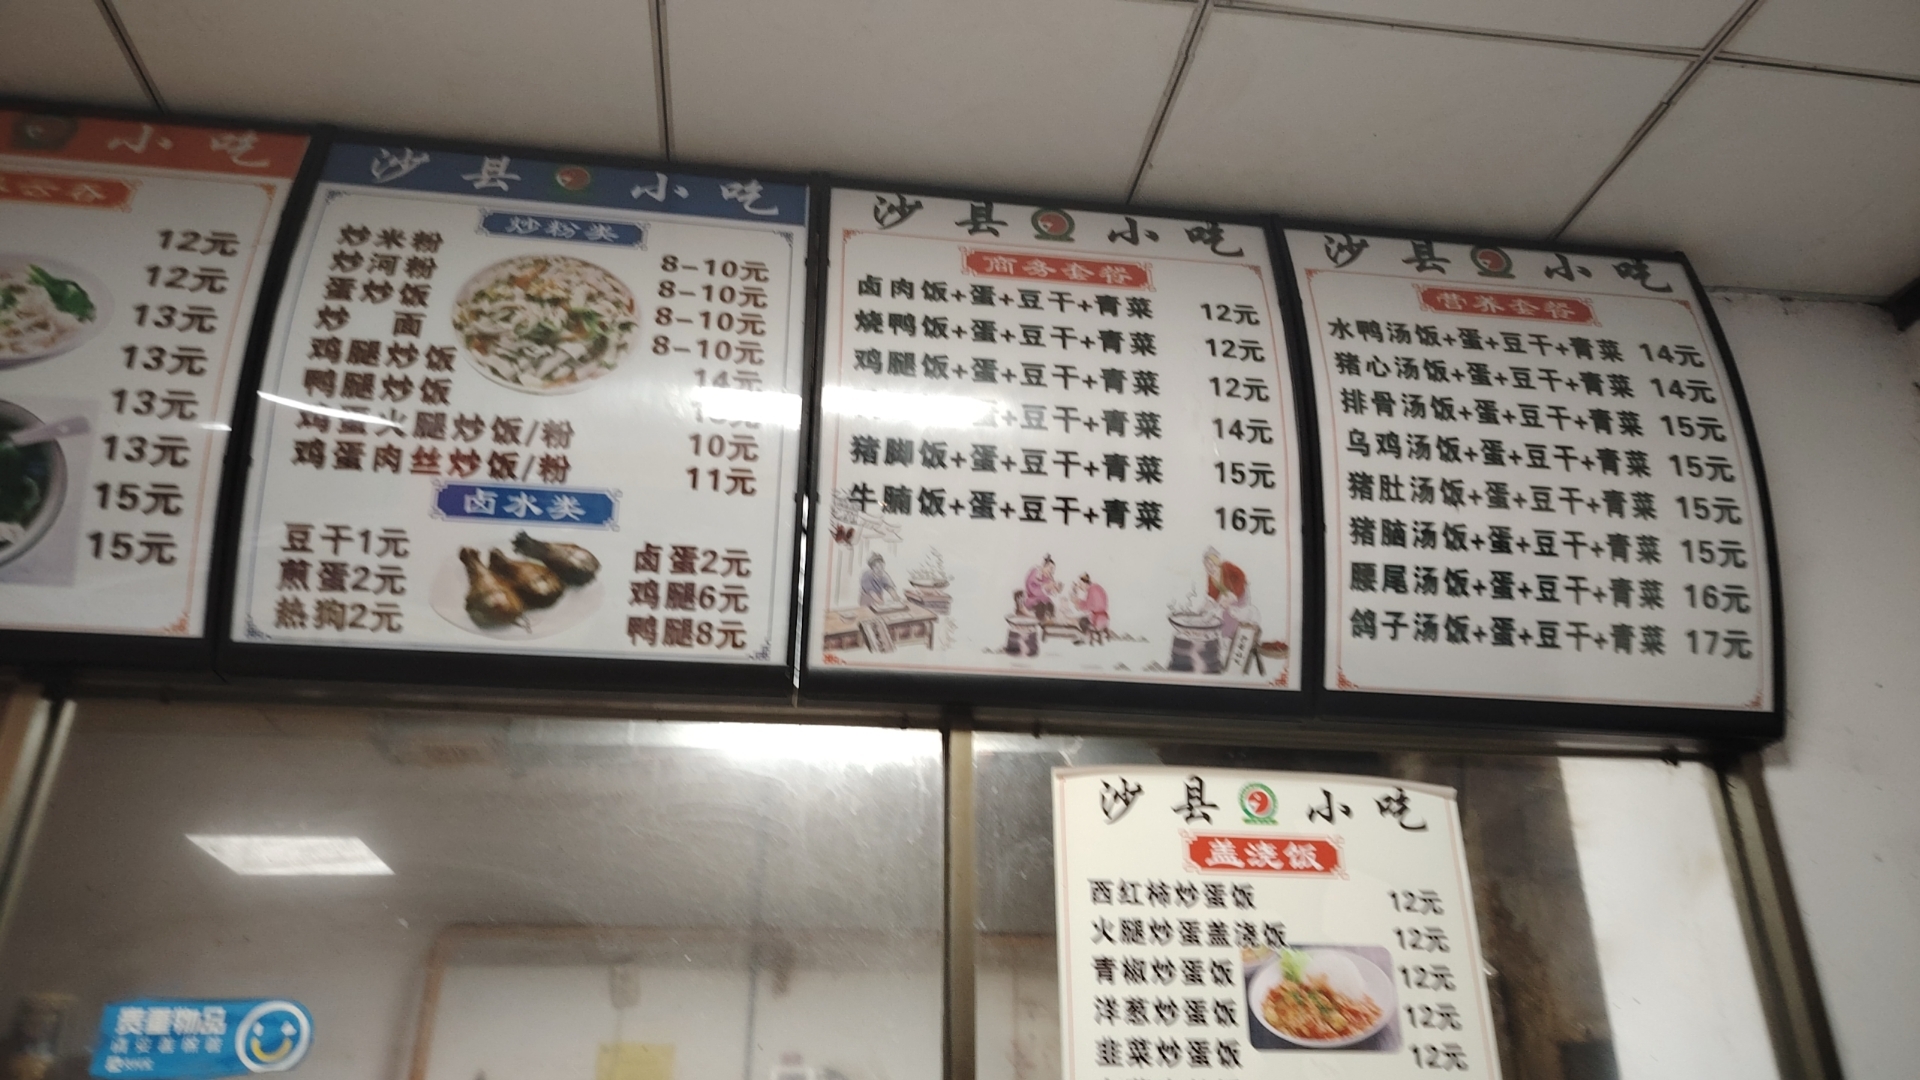 小吃
12元
12元
13元
13元
13元
13元
15元
15元
沙县小吃
炒粉类
炒米粉 8-10元
炒河粉 8-10元
蛋炒饭 8-10元
炒 面 8-10元
鸡腿炒饭 14元
鸭腿炒饭
鸡蛋火腿炒饭/粉 10元
鸡蛋肉丝炒饭/粉 11元
卤水类
豆干1元 卤蛋2元
煎蛋2元 鸡腿6元
热狗2元 鸭腿8元
沙县小吃
商务套餐
卤肉饭+蛋+豆干+青菜 12元
烧鸭饭+蛋+豆干+青菜 12元
鸡腿饭+蛋+豆干+青菜 12元
蛋+豆干+青菜 14元
猪脚饭+蛋+豆干+青菜 15元
牛腩饭+蛋+豆干+青菜 16元
沙县小吃
营养套餐
水鸭汤饭+蛋+豆干+青菜 14元
猪心汤饭+蛋+豆干+青菜 14元
排骨汤饭+蛋+豆干+青菜 15元
乌鸡汤饭+蛋+豆干+青菜 15元
猪肚汤饭+蛋+豆干+青菜 15元
猪脑汤饭+蛋+豆干+青菜 15元
腰尾汤饭+蛋+豆干+青菜 16元
鸽子汤饭+蛋+豆干+青菜 17元
沙县小吃
盖浇饭
西红柿炒蛋饭 12元
火腿炒蛋盖浇饭 12元
青椒炒蛋饭 12元
洋葱炒蛋饭 12元
韭菜炒蛋饭 12元
贵重物品